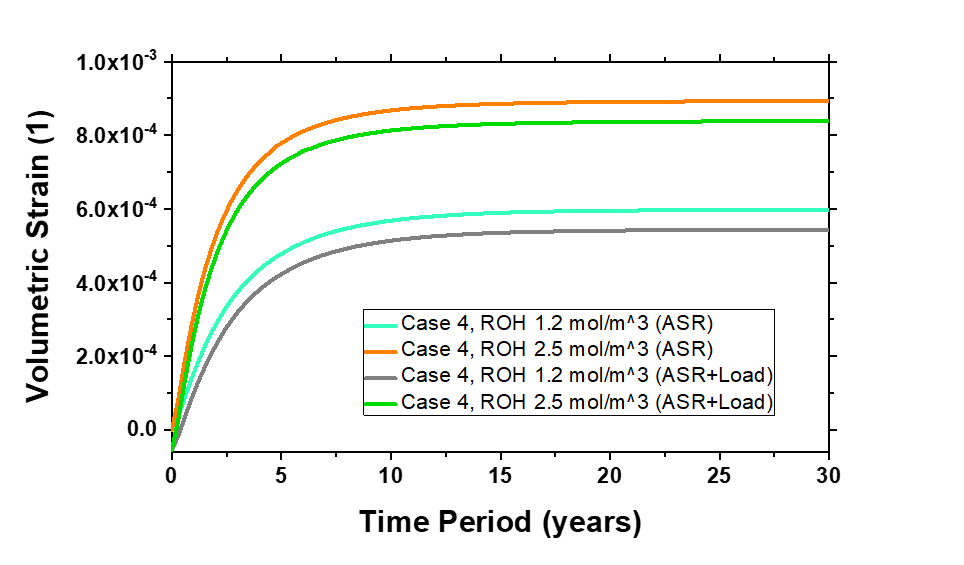 1.0x10-3
8.0x10-4
6.0x10-4
4.0x10-4
2.0x10-4
0.0
Volumetric Strain (1)
Case 4, ROH 1.2 mol/m^3 (ASR)
Case 4, ROH 2.5 mol/m^3 (ASR)
Case 4, ROH 1.2 mol/m^3 (ASR+Load)
Case 4, ROH 2.5 mol/m^3 (ASR+Load)
0 5 10 15 20 25 30
Time Period (years)